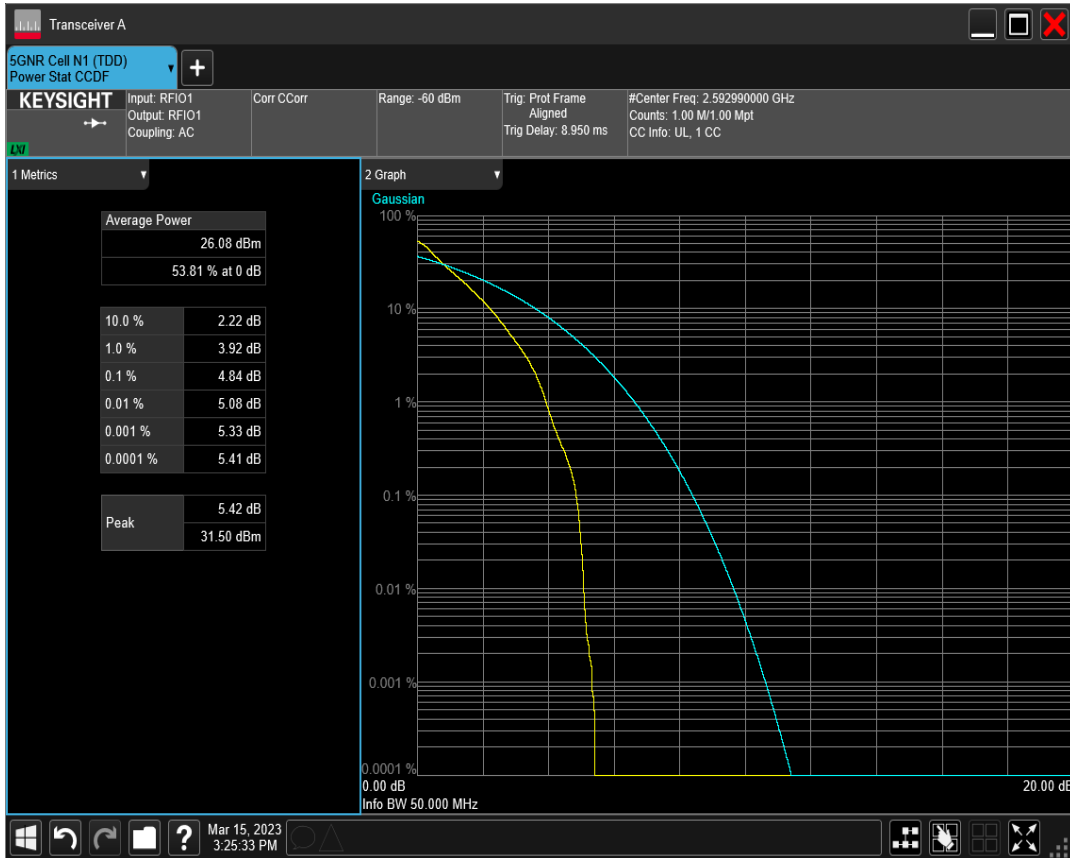 Transceiver A
5GNR Cell N1 (TDD)
Power Stat CCDF
+
KEYSIGHT
LXI
Input: RFIO1
Output: RFIO1
Coupling: AC
Corr CCorr
Range: -60 dBm
Trig: Prot Frame
Aligned
Trig Delay: 8.950 ms
#Center Freq: 2.592990000 GHz
Counts: 1.00 M/1.00 Mpt
CC Info: UL, 1 CC
1 Metrics
Average Power
26.08 dBm
53.81 % at 0 dB
10.0 % 2.22 dB
1.0 % 3.92 dB
0.1 % 4.84 dB
0.01 % 5.08 dB
0.001 % 5.33 dB
0.0001 % 5.41 dB
Peak 5.42 dB
31.50 dBm
2 Graph
Gaussian
100 %
10 %
1 %
0.1 %
0.01 %
0.001 %
0.0001 %
0.00 dB 20.00 dB
Info BW 50.000 MHz
?
Mar 15, 2023
3:25:33 PM